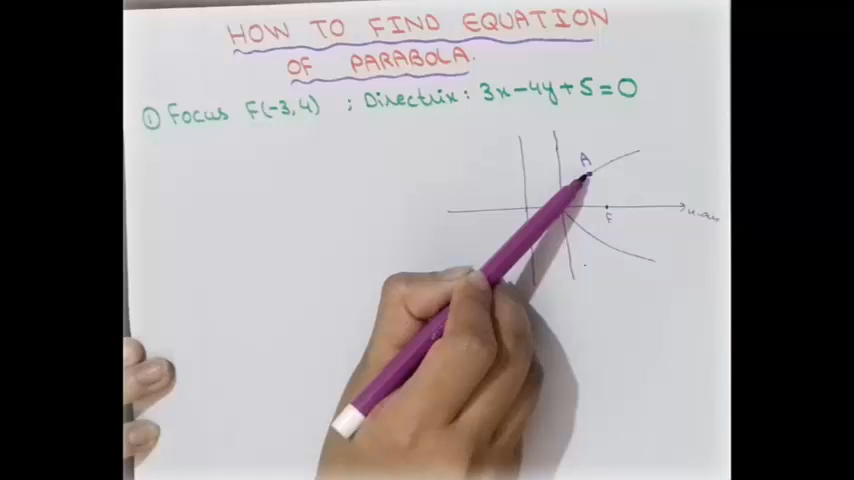 HOW TO FIND EQUATION
OF PARABOLA.
① Focus F(-3,4) ; Directrix: 3x-4y+5=0
A
F